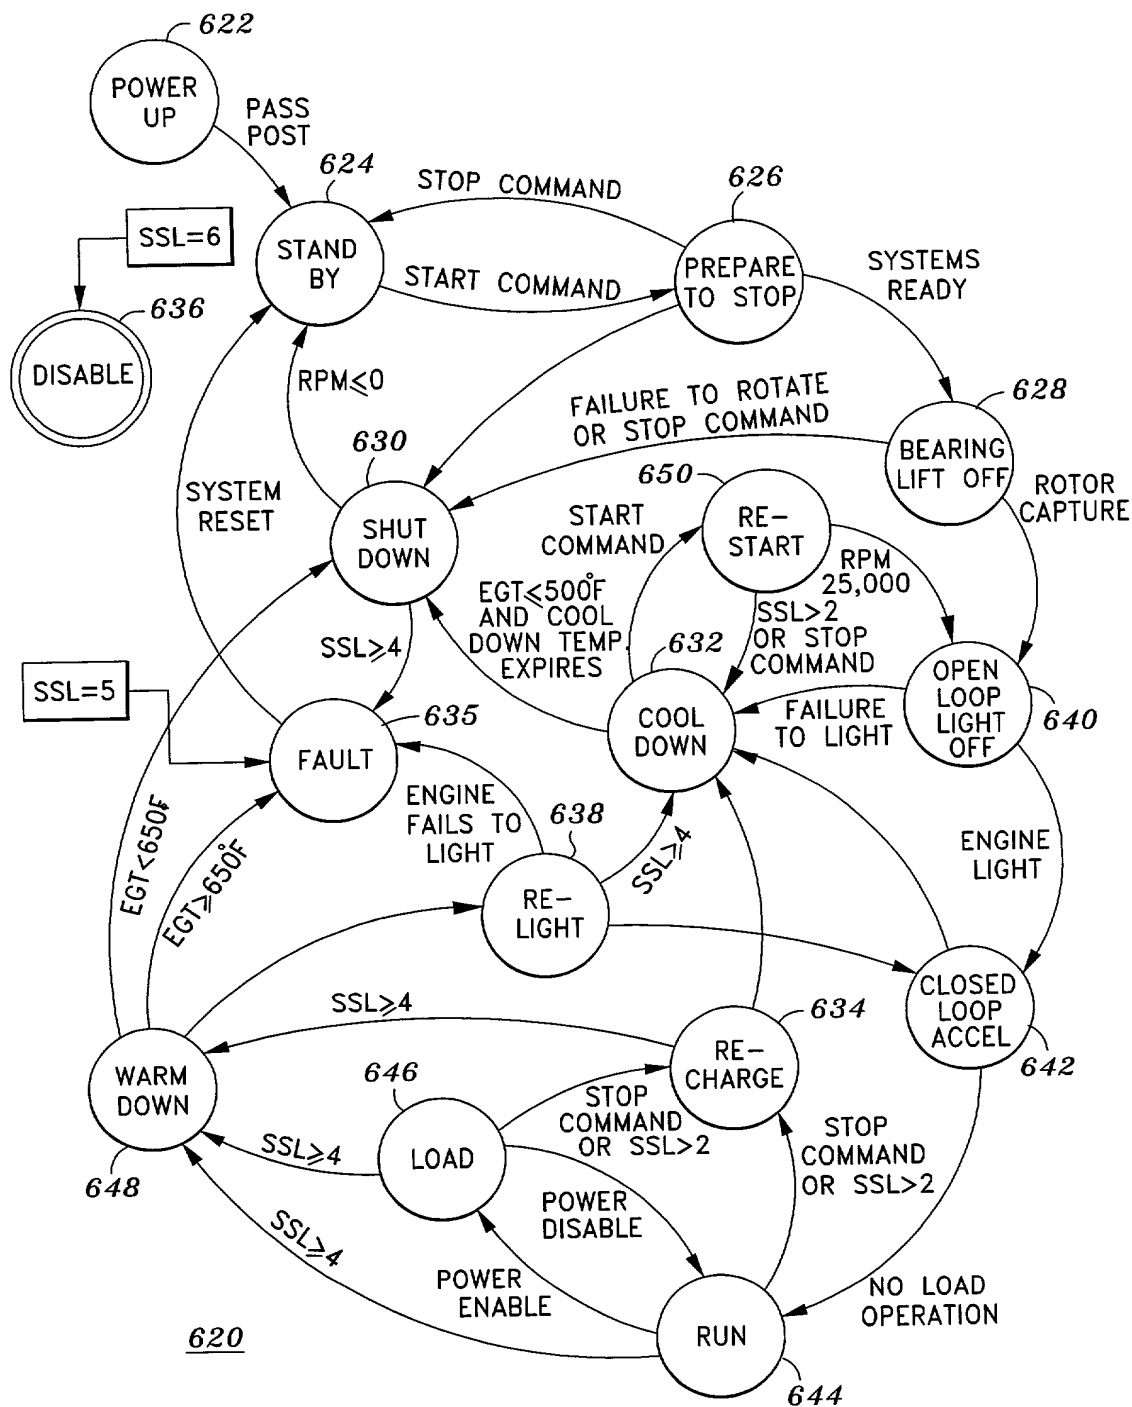 622
POWER
UP
PASS
POST
624
STAND
BY
STOP COMMAND
START COMMAND
626
PREPARE
TO STOP
SYSTEMS
READY
SSL=6
636
DISABLE
RPM≤0
FAILURE TO ROTATE
OR STOP COMMAND
628
BEARING
LIFT OFF
ROTOR
CAPTURE
630
SHUT
DOWN
SYSTEM
RESET
650
RE-
START
START
COMMAND
RPM
25,000
EGT≤500°F
AND COOL
DOWN TEMP.
EXPIRES
SSL>2
OR STOP
COMMAND
632
COOL
DOWN
SSL≥4
SSL=5
635
FAULT
FAILURE
TO LIGHT
OPEN
LOOP
LIGHT
OFF
640
ENGINE
FAILS TO
LIGHT
638
RE-
LIGHT
SSL≥4
ENGINE
LIGHT
EGT<650°F
EGT≥650°F
CLOSED
LOOP
ACCEL
642
SSL≥4
634
RE-
CHARGE
WARM
DOWN
648
646
LOAD
STOP
COMMAND
OR SSL>2
STOP
COMMAND
OR SSL>2
SSL≥4
POWER
DISABLE
SSL≥4
POWER
ENABLE
NO LOAD
OPERATION
RUN
644
620